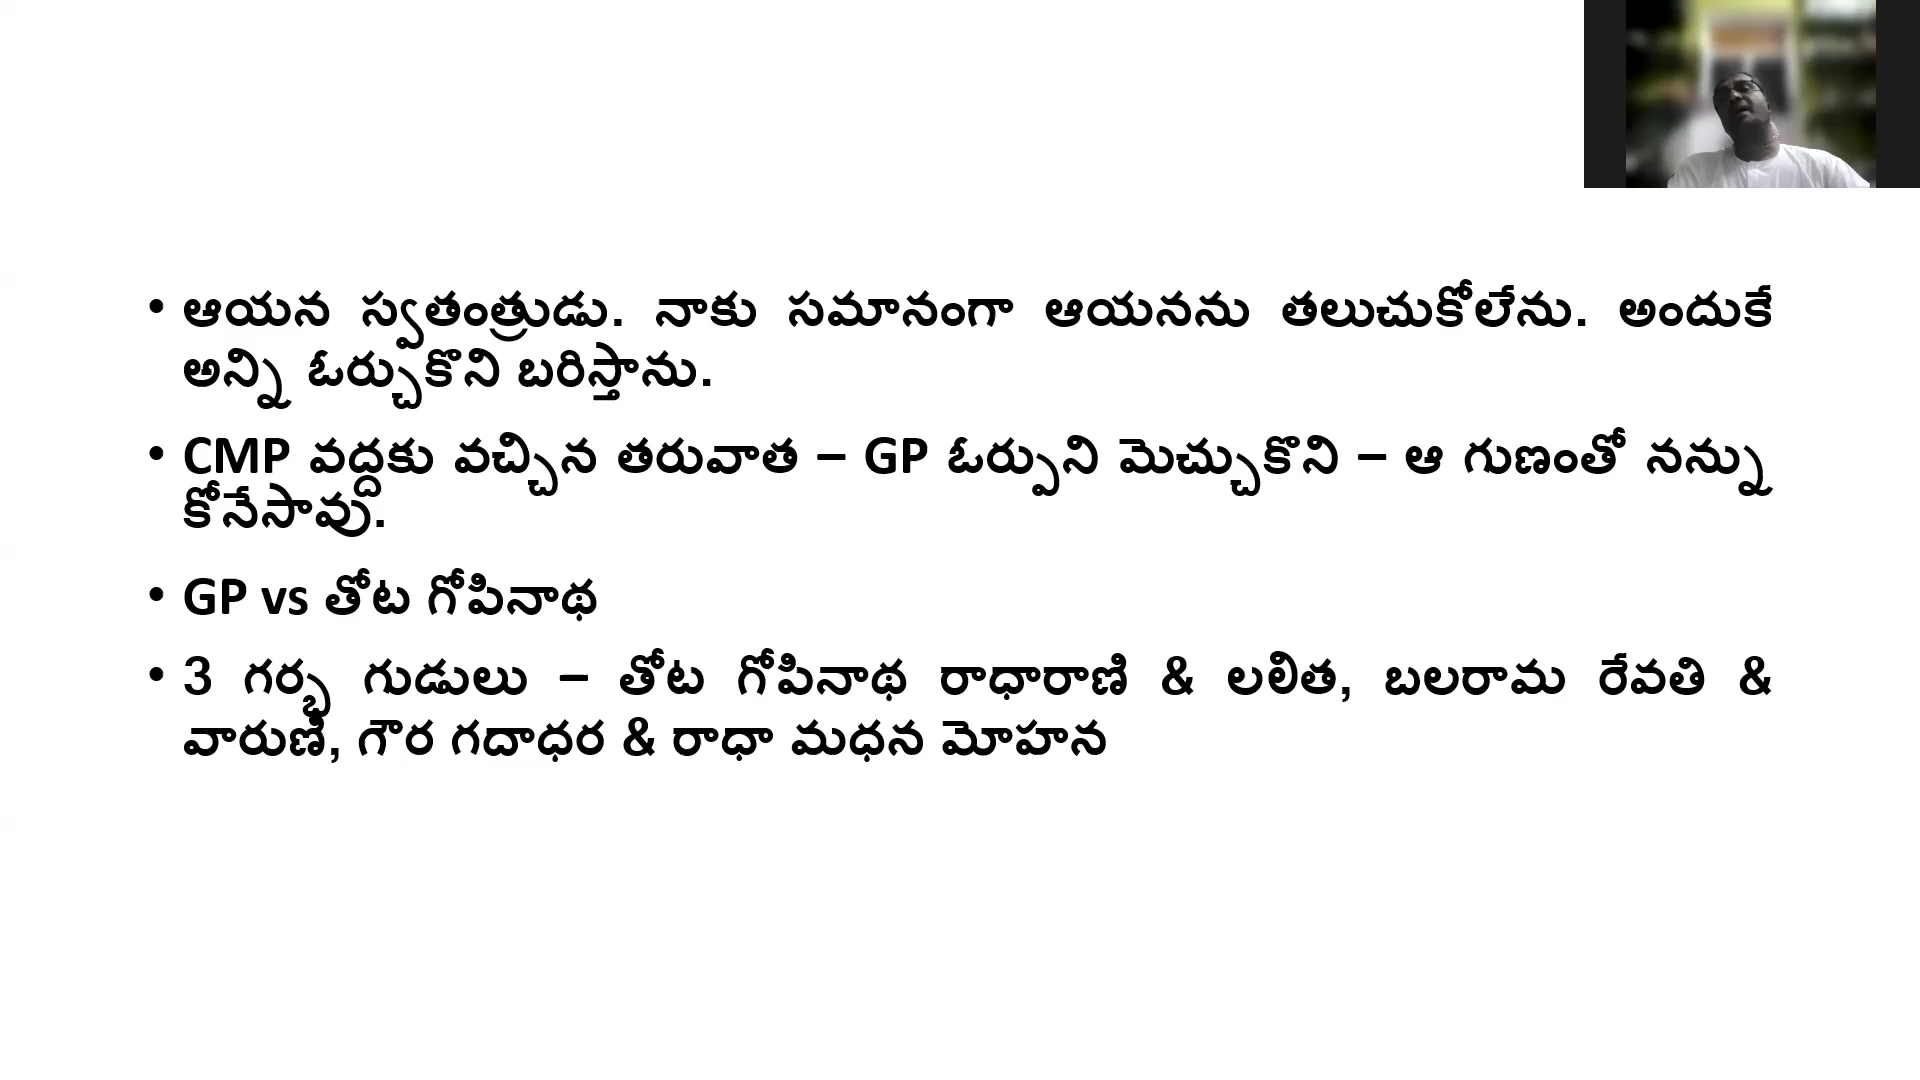 • ఆయన స్వతంత్రుడు. నాకు సమానంగా ఆయనను తలుచుకోలేను. అందుకే
అన్ని ఓర్చుకొని బరిస్తాను.
• CMP వద్దకు వచ్చిన తరువాత – GP ఓర్పుని మెచ్చుకొని – ఆ గుణంతో నన్ను
కోనేసావు.
• GP vs తోట గోపినాథ
• 3 గర్భ గుడులు – తోట గోపినాథ రాధారాణి & లలిత, బలరామ రేవతి &
వారుణి, గౌర గదాధర & రాధా మధన మోహన